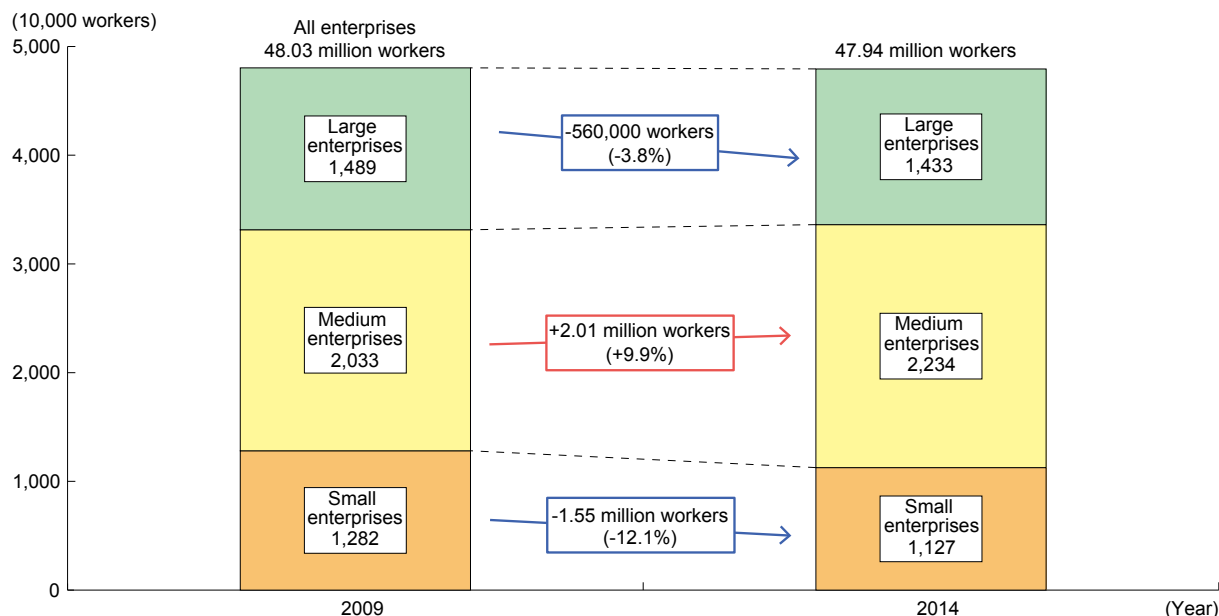 (10,000 workers)
All enterprises
48.03 million workers
47.94 million workers
5,000
4,000
3,000
2,000
1,000
0
Large
enterprises
1,489
-560,000 workers
(-3.8%)
Large
enterprises
1,433
Medium
enterprises
2,033
+2.01 million workers
(+9.9%)
Medium
enterprises
2,234
Small
enterprises
1,282
-1.55 million workers
(-12.1%)
Small
enterprises
1,127
2009
2014
(Year)